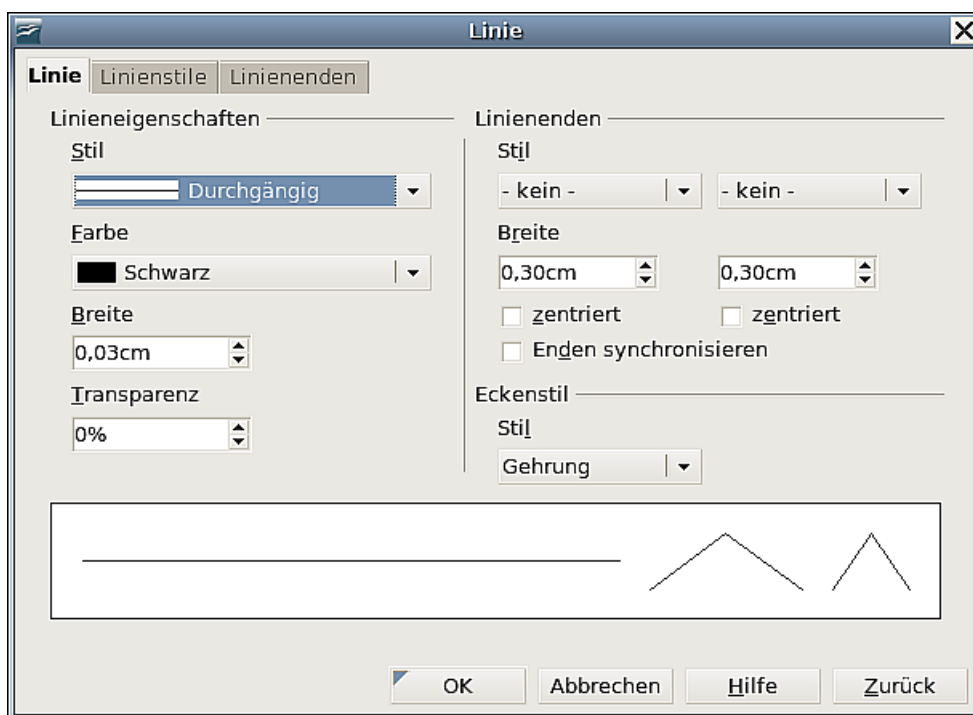 Linie
Linie Linienstile Linienenden
Linieneigenschaften
Stil
Durchgängig
Farbe
Schwarz
Breite
0,03cm
Transparenz
0%
Linienenden
Stil
- kein - - kein -
Breite
0,30cm 0,30cm
zentriert zentriert
Enden synchronisieren
Eckenstil
Stil
Gehrung
OK Abbrechen Hilfe Zurück